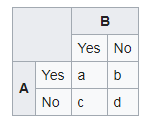 B
Yes No
A Yes a b
No c d